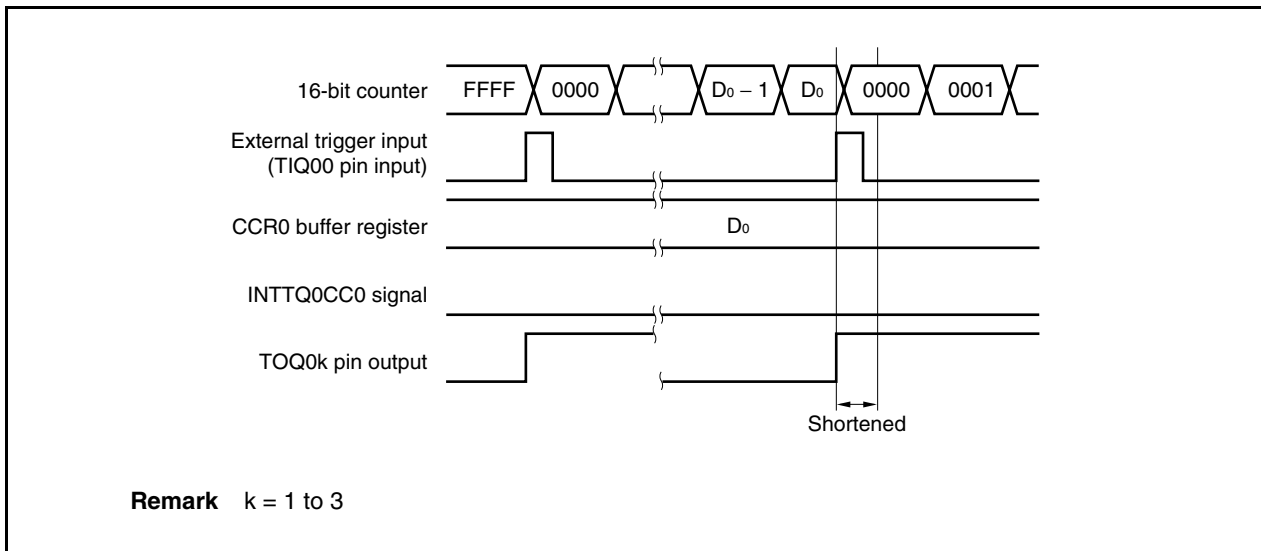 16-bit counter FFFF 0000 D₀ − 1 D₀ 0000 0001
External trigger input
(TIQ00 pin input)
CCR0 buffer register D₀
INTTQ0CC0 signal
TOQ0k pin output
Shortened
Remark k = 1 to 3